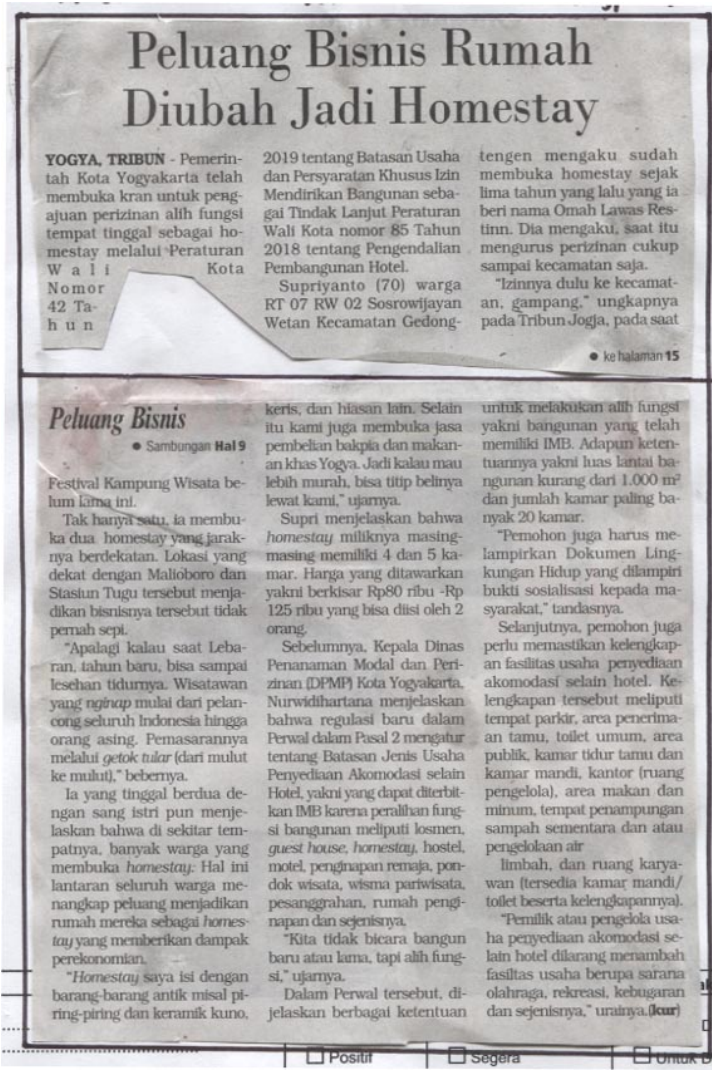 Peluang Bisnis Rumah
Diubah Jadi Homestay
YOGYA, TRIBUN - Pemerin-
tah Kota Yogyakarta telah
membuka kran untuk peng-
ajuan perizinan alih fungsi
tempat tinggal sebagai ho-
mestay melalui Peraturan
Wali Kota
Nomor
42 Ta-
hun
2019 tentang Batasan Usaha
dan Persyaratan Khusus Izin
Mendirikan Bangunan seba-
gai Tindak Lanjut Peraturan
Wali Kota nomor 85 Tahun
2018 tentang Pengendalian
Pembangunan Hotel.
Supriyanto (70) warga
RT 07 RW 02 Sosrowijayan
Wetan Kecamatan Gedong-
tengen mengaku sudah
membuka homestay sejak
lima tahun yang lalu yang ia
beri nama Omah Lawas Res-
tinn. Dia mengaku, saat itu
mengurus perizinan cukup
sampai kecamatan saja.
"Izinnya dulu ke kecamat-
an, gampang," ungkapnya
pada Tribun Jogja, pada saat
● ke halaman 15
Peluang Bisnis
● Sambungan Hal 9
Festival Kampung Wisata be-
lum lama ini.
Tak hanya satu, ia membu-
ka dua homestay yang jarak-
nya berdekatan. Lokasi yang
dekat dengan Malioboro dan
Stasiun Tugu tersebut menja-
dikan bisnisnya tersebut tidak
pernah sepi.
"Apalagi kalau saat Leba-
ran, tahun baru, bisa sampai
lesehan tidurnya. Wisatawan
yang nginap mulai dari pelan-
cong seluruh Indonesia hingga
orang asing. Pemasarannya
melalui getok tular (dari mulut
ke mulut)," bebernya.
Ia yang tinggal berdua de-
ngan sang istri pun menje-
laskan bahwa di sekitar tem-
patnya, banyak warga yang
membuka homestay. Hal ini
lantaran seluruh warga me-
nangkap peluang menjadikan
rumah mereka sebagai homes-
tay yang memberikan dampak
perekonomian.
"Homestay saya isi dengan
barang-barang antik misal pi-
ring-piring dan keramik kuno,
keris, dan hiasan lain. Selain
itu kami juga membuka jasa
pembelian bakpia dan makan-
an khas Yogya. Jadi kalau mau
lebih murah, bisa titip belinya
lewat kami," ujarnya.
Supri menjelaskan bahwa
homestay miliknya masing-
masing memiliki 4 dan 5 ka-
mar. Harga yang ditawarkan
yakni berkisar Rp80 ribu -Rp
125 ribu yang bisa diisi oleh 2
orang.
Sebelumnya, Kepala Dinas
Penanaman Modal dan Peri-
zinan (DPMP) Kota Yogyakarta,
Nurwidihartana menjelaskan
bahwa regulasi baru dalam
Perwal dalam Pasal 2 mengatur
tentang Batasan Jenis Usaha
Penyediaan Akomodasi selain
Hotel, yakni yang dapat diterbit-
kan IMB karena peralihan fung-
si bangunan meliputi losmen,
guest house, homestay, hostel,
motel, penginapan remaja, pon-
dok wisata, wisma pariwisata,
pesanggrahan, rumah pengi-
napan dan sejenisnya.
"Kita tidak bicara bangun
baru atau lama, tapi alih fung-
si," ujarnya.
Dalam Perwal tersebut, di-
jelaskan berbagai ketentuan
untuk melakukan alih fungsi
yakni bangunan yang telah
memiliki IMB. Adapun keten-
tuannya yakni luas lantai ba-
ngunan kurang dari 1.000 m²
dan jumlah kamar paling ba-
nyak 20 kamar.
"Pemohon juga harus me-
lampirkan Dokumen Ling-
kungan Hidup yang dilampiri
bukti sosialisasi kepada ma-
syarakat," tandasnya.
Selanjutnya, pemohon juga
perlu memastikan kelengkap-
an fasilitas usaha penyediaan
akomodasi selain hotel. Ke-
lengkapan tersebut meliputi
tempat parkir, area penerima-
an tamu, toilet umum, area
publik, kamar tidur tamu dan
kamar mandi, kantor (ruang
pengelola), area makan dan
minum, tempat penampungan
sampah sementara dan atau
pengelolaan air
limbah, dan ruang karya-
wan (tersedia kamar mandi/
toilet beserta kelengkapannya).
"Pemilik atau pengelola usa-
ha penyediaan akomodasi se-
lain hotel dilarang menambah
fasiltas usaha berupa sarana
olahraga, rekreasi, kebugaran
dan sejenisnya," urainya.(kur)
Positif
Segera
Untuk D